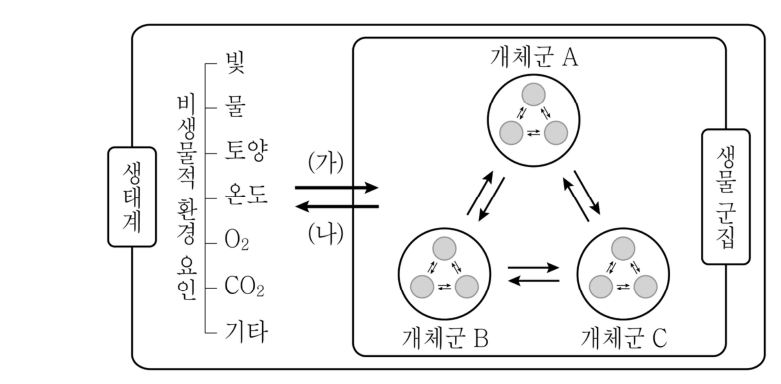 생태계
비생물적 환경 요인
빛
물
토양
온도
O₂
CO₂
기타
(가)
(나)
개체군 A
개체군 B
개체군 C
생물 군집